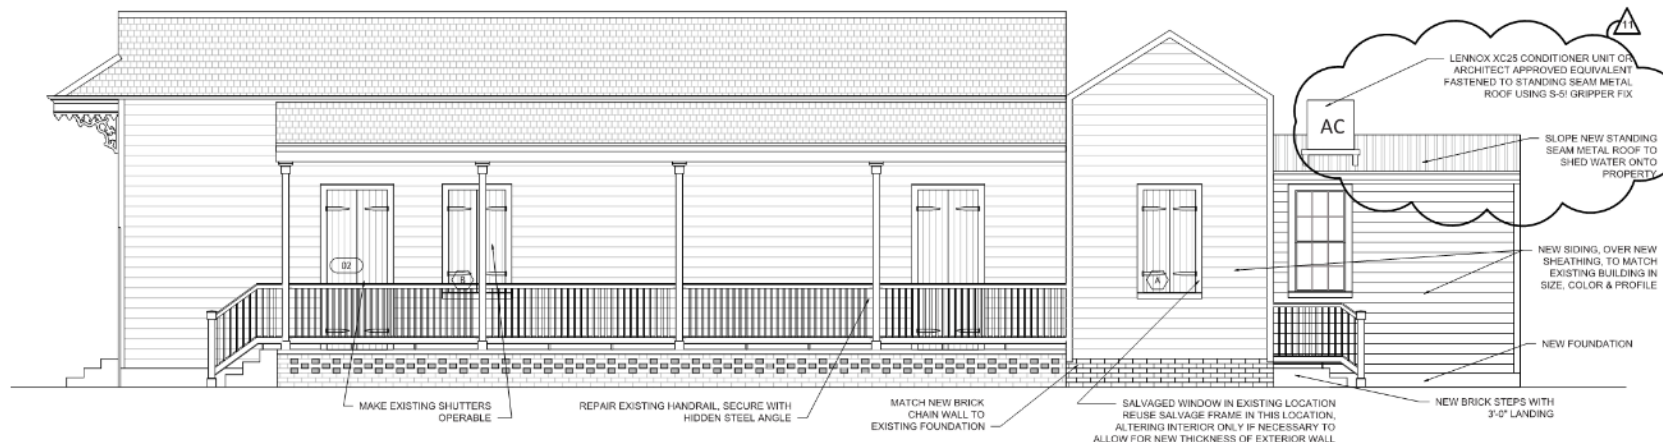 11
LENNOX XC25 CONDITIONER UNIT OR
ARCHITECT APPROVED EQUIVALENT
FASTENED TO STANDING SEAM METAL
ROOF USING S-5! GRIPPER FIX
AC
SLOPE NEW STANDING
SEAM METAL ROOF TO
SHED WATER ONTO
PROPERTY
02
B
A
NEW SIDING, OVER NEW
SHEATHING, TO MATCH
EXISTING BUILDING IN
SIZE, COLOR & PROFILE
NEW FOUNDATION
MAKE EXISTING SHUTTERS
OPERABLE
REPAIR EXISTING HANDRAIL, SECURE WITH
HIDDEN STEEL ANGLE
MATCH NEW BRICK
CHAIN WALL TO
EXISTING FOUNDATION
SALVAGED WINDOW IN EXISTING LOCATION
REUSE SALVAGE FRAME IN THIS LOCATION,
ALTERING INTERIOR ONLY IF NECESSARY TO
ALLOW FOR NEW THICKNESS OF EXTERIOR WALL
NEW BRICK STEPS WITH
3'-0" LANDING